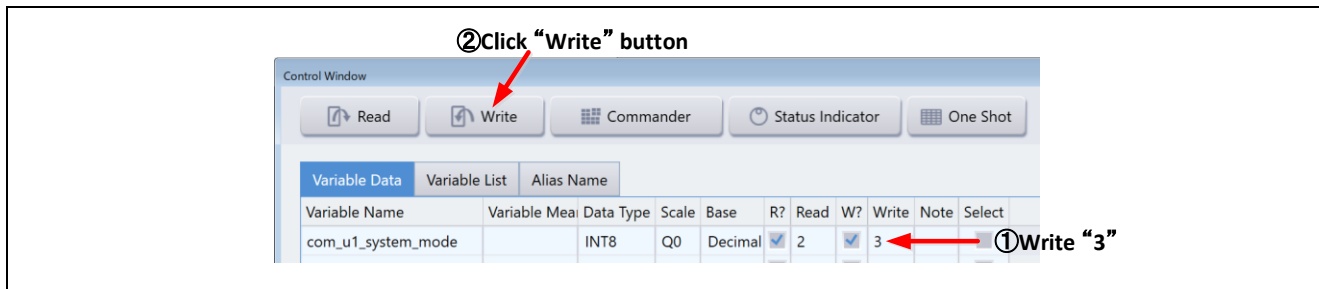 ②Click “Write” button
Control Window
Read Write Commander Status Indicator One Shot
Variable Data Variable List Alias Name
Variable Name Variable Mea Data Type Scale Base R? Read W? Write Note Select
com_u1_system_mode INT8 Q0 Decimal 2 3
①Write “3”